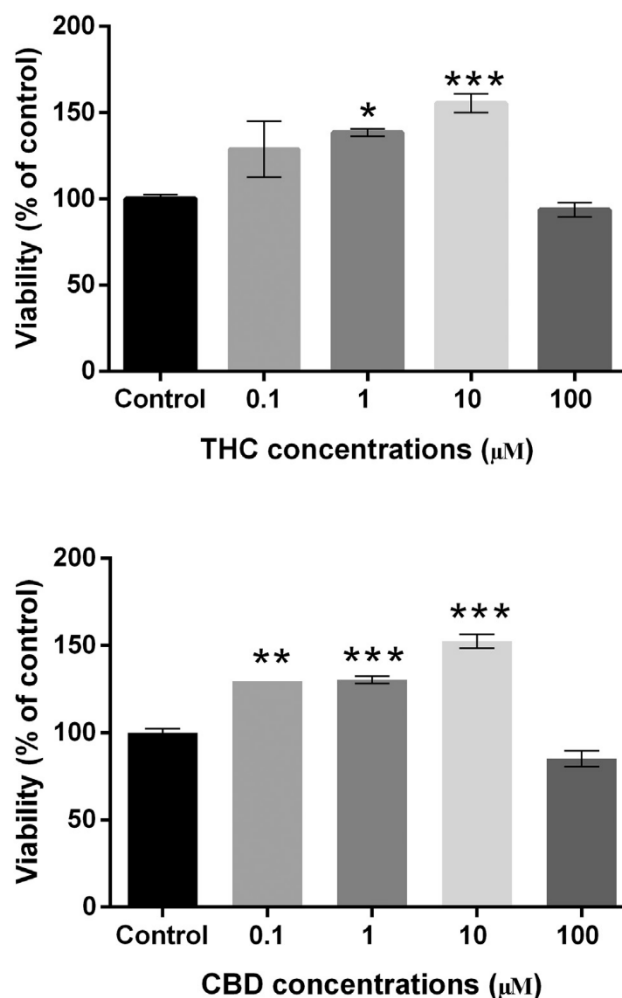 200
***
Viability (% of control)
150
*
100
50
0
Control 0.1 1 10 100
THC concentrations (μM)
200
***
Viability (% of control)
150
** ***
100
50
0
Control 0.1 1 10 100
CBD concentrations (μM)